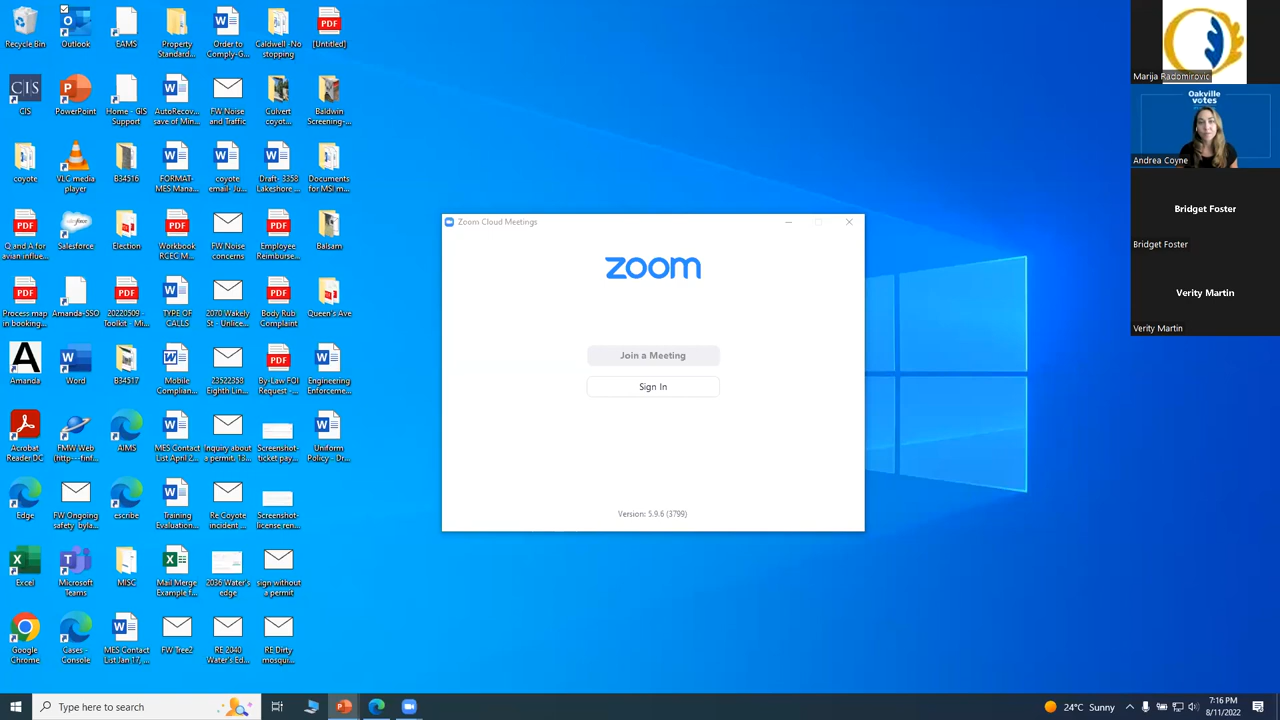 Recycle Bin
Outlook
EAMS
Property
Standard...
Order to
Comply-G...
Caldwell -No
stopping
[Untitled]
CIS
PowerPoint
Home - GIS
Support
AutoRecov...
save of Min...
FW Noise
and Traffic
Culvert
coyot...
Baldwin
Screening-...
coyote
VLC media
player
B34516
FORMAT-
MES Mana...
coyote
email- Ju...
Draft- 3358
Lakeshore ...
Documents
for MSI m...
Q and A for
avian influe...
Salesforce
Election
Workbook
RCEC M...
FW Noise
concerns
Employee
Reimburse...
Balsam
Process map
in booking...
Amanda-SSO
20220509 -
Toolkit - Mi...
TYPE OF
CALLS
2070 Wakely
St - Unlice...
Body Rub
Complaint
Queen's Ave
Amanda
Word
B34517
Mobile
Complian...
23522358
Eighth Lin...
By-Law FOI
Request -...
Engineering
Enforceme...
Acrobat
Reader DC
FMW Web
(http---finf...
AIMS
MES Contact
List April 2...
Inquiry about
a permit. 13...
Screenshot-
ticket pay...
Uniform
Policy - Dr...
Edge
FW Ongoing
safety_byla...
escribe
Training
Evaluation...
Re Coyote
incident ...
Screenshot-
license ren...
Excel
Microsoft
Teams
MISC
Mail Merge
Example f...
2036 Water's
edge
sign without
a permit
Google
Chrome
Cases -
Console
MES Contact
List Jan 17, ...
FW Tree2
RE 2040
Water's Ed...
RE Dirty
mosqui...
Zoom Cloud Meetings
zoom
Join a Meeting
Sign In
Version: 5.9.6 (3799)
Marija Radomirovic
Oakville
votes
Andrea Coyne
Bridget Foster
Bridget Foster
Verity Martin
Verity Martin
Type here to search
24°C Sunny
7:16 PM
8/11/2022